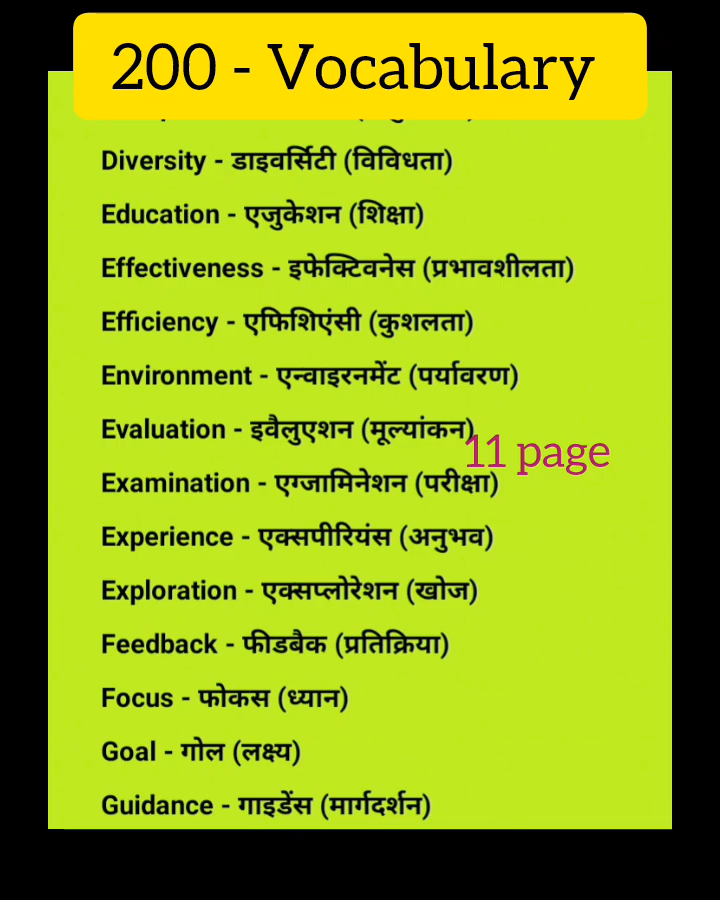 200 - Vocabulary
Diversity - डाइवर्सिटी (विविधता)
Education - एजुकेशन (शिक्षा)
Effectiveness - इफेक्टिवनेस (प्रभावशीलता)
Efficiency - एफिशिएंसी (कुशलता)
Environment - एन्वाइरनमेंट (पर्यावरण)
Evaluation - इवैलुएशन (मूल्यांकन)
11 page
Examination - एग्जामिनेशन (परीक्षा)
Experience - एक्सपीरियंस (अनुभव)
Exploration - एक्सप्लोरेशन (खोज)
Feedback - फीडबैक (प्रतिक्रिया)
Focus - फोकस (ध्यान)
Goal - गोल (लक्ष्य)
Guidance - गाइडेंस (मार्गदर्शन)